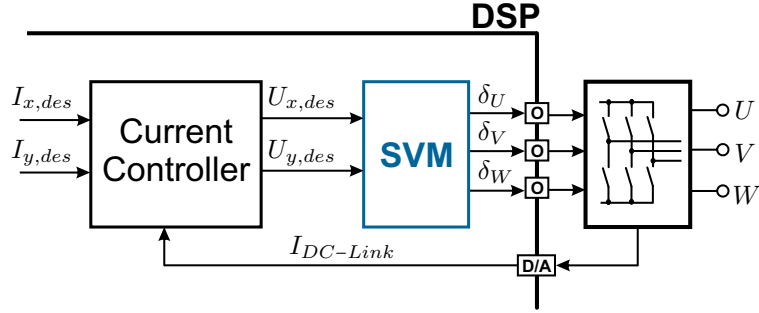 DSP
I_{x,des}
I_{y,des}
Current
Controller
U_{x,des}
U_{y,des}
SVM
δ_U
δ_V
δ_W
O
O
O
U
V
W
I_{DC-Link}
D/A